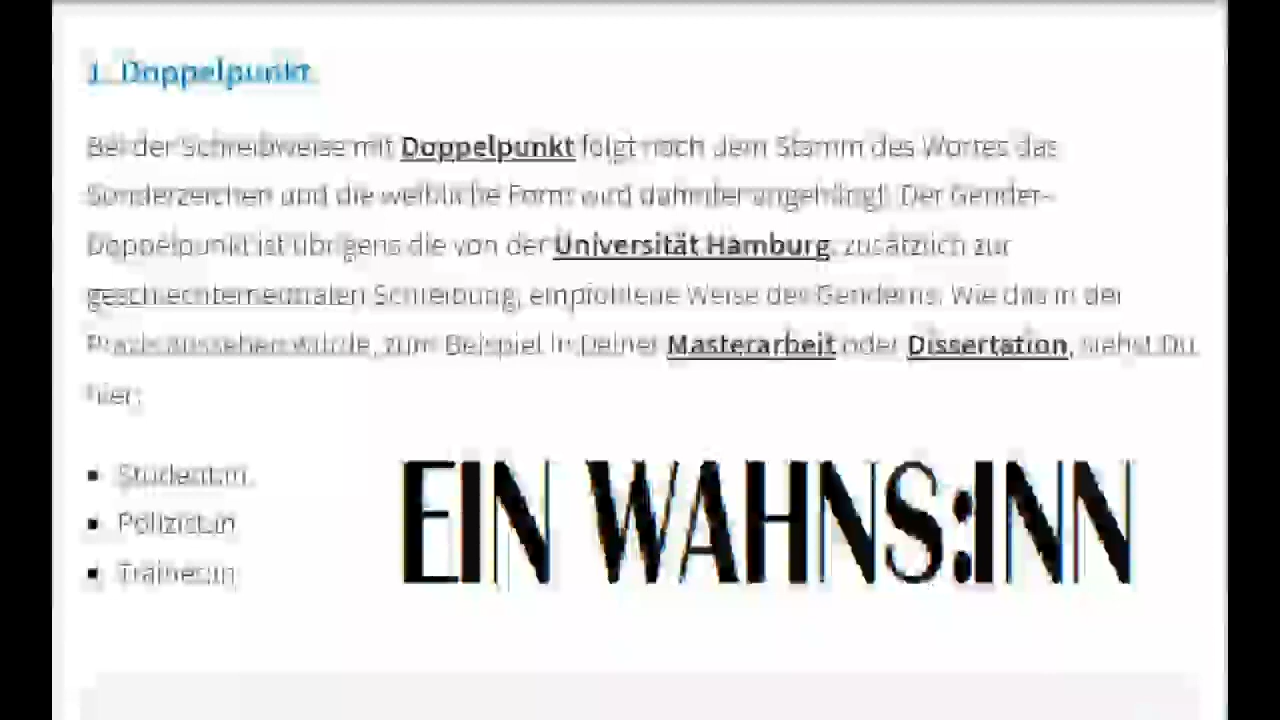 1. Doppelpunkt
Bei der Schreibweise mit Doppelpunkt folgt nach dem Stamm des Wortes das
Sonderzeichen und die weibliche Form wird dahinter angehängt. Der Gender-
Doppelpunkt ist übrigens die von der Universität Hamburg, zusätzlich zur
geschlechterneutralen Schreibung, empfohlene Weise des Genderns. Wie das in der
Praxis aussehen würde, zum Beispiel in Deiner Masterarbeit oder Dissertation, siehst Du
hier:
Student:in
Polizist:in
Trainer:in
EIN WAHNS:INN